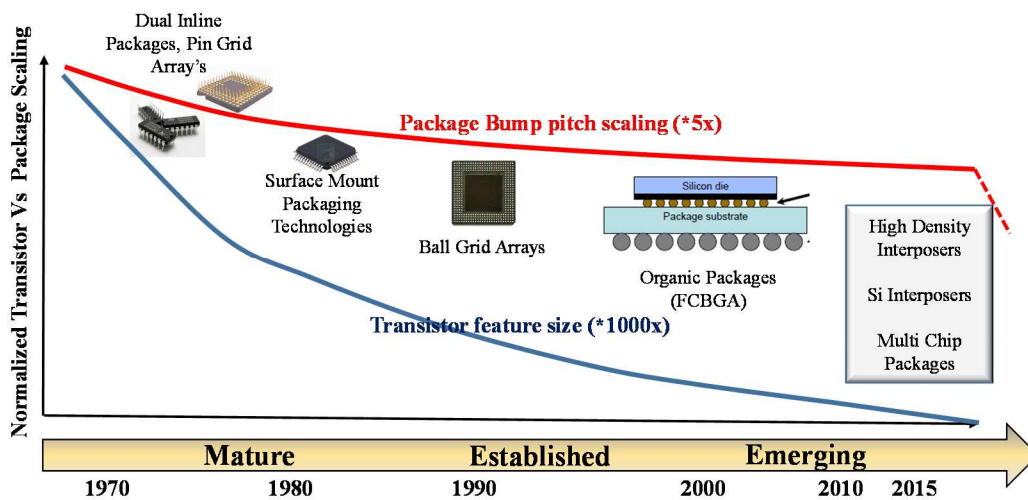 Normalized Transistor Vs Package Scaling
Dual Inline
Packages, Pin Grid
Array’s
Package Bump pitch scaling (*5x)
Surface Mount
Packaging
Technologies
Ball Grid Arrays
Silicon die
Package substrate
Organic Packages
(FCBGA)
High Density
Interposers
Si Interposers
Multi Chip
Packages
Transistor feature size (*1000x)
Mature
Established
Emerging
1970
1980
1990
2000
2010
2015